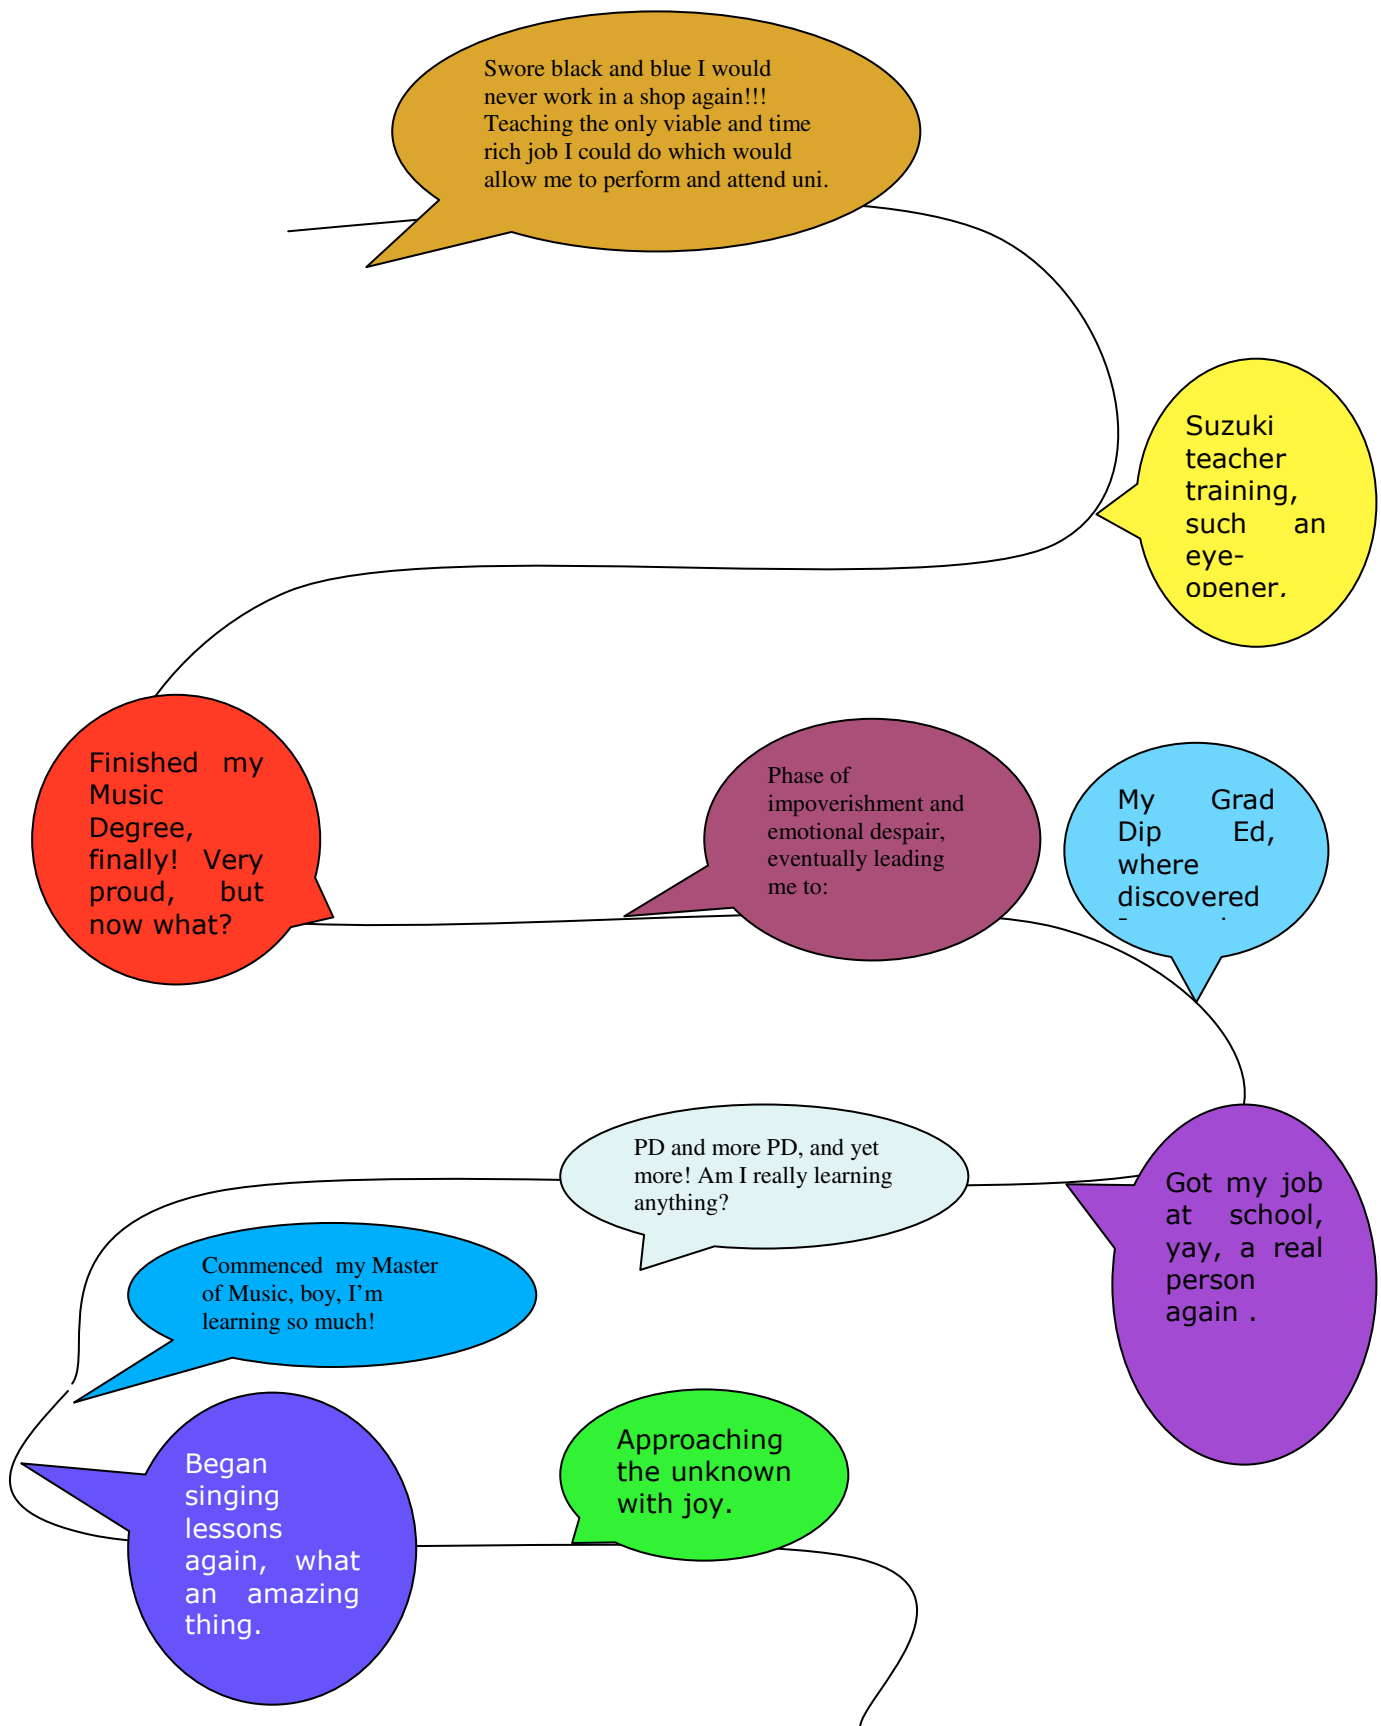 Swore black and blue I would
never work in a shop again!!!
Teaching the only viable and time
rich job I could do which would
allow me to perform and attend uni.
Suzuki
teacher
training,
such an
eye-
opener.
Finished my
Music
Degree,
finally! Very
proud, but
now what?
Phase of
impoverishment and
emotional despair,
eventually leading
me to:
My Grad
Dip Ed,
where
discovered
Got my job
at school,
yay, a real
person
again .
PD and more PD, and yet
more! Am I really learning
anything?
Commenced my Master
of Music, boy, I'm
learning so much!
Began
singing
lessons
again, what
an amazing
thing.
Approaching
the unknown
with joy.